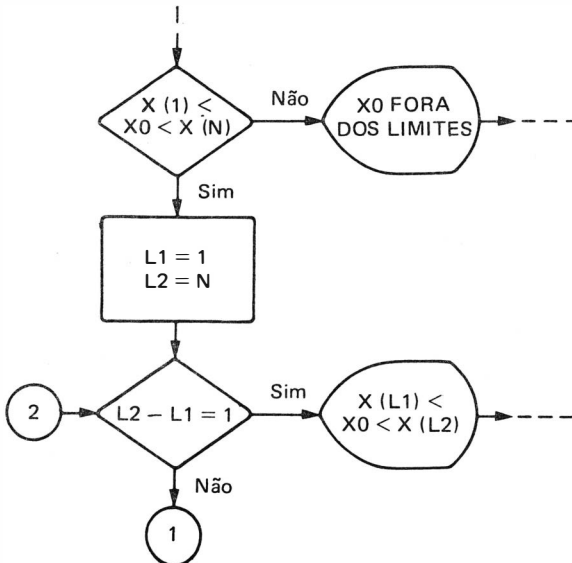 X (1) <
X0 < X (N)
Não
X0 FORA
DOS LIMITES
Sim
L1 = 1
L2 = N
2
L2 – L1 = 1
Sim
X (L1) <
X0 < X (L2)
Não
1